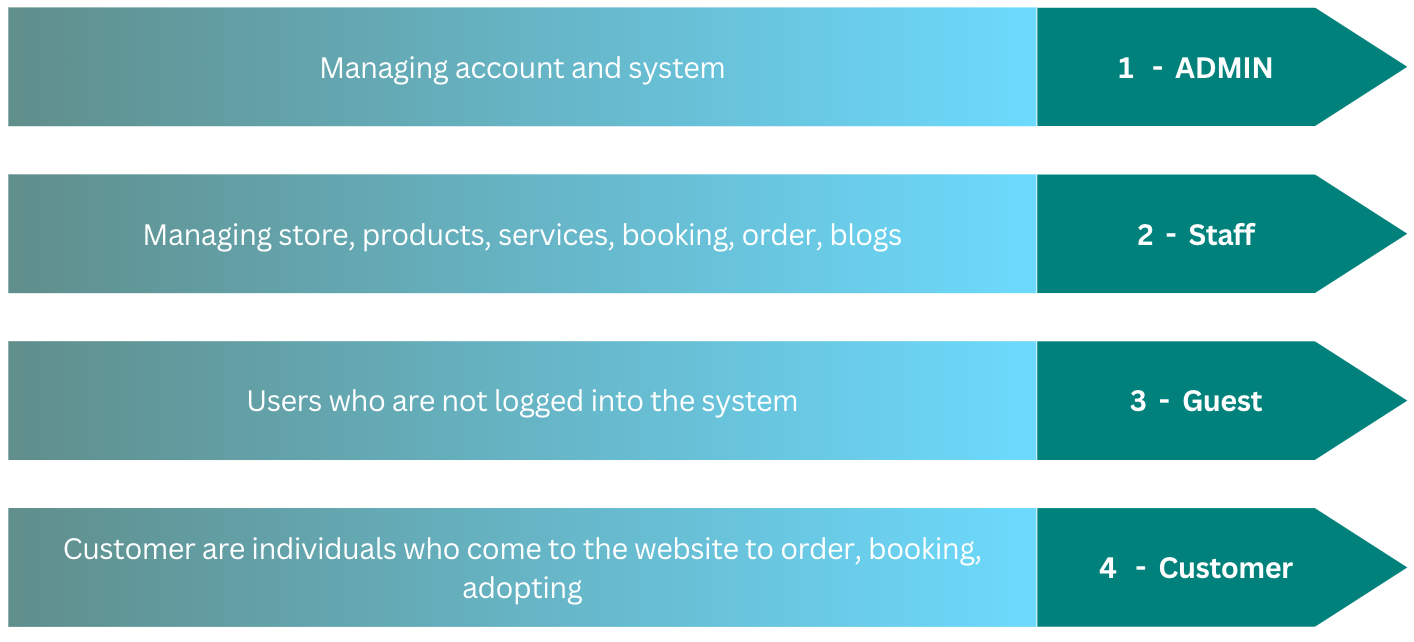 Managing account and system
1 - ADMIN
Managing store, products, services, booking, order, blogs
2 - Staff
Users who are not logged into the system
3 - Guest
Customer are individuals who come to the website to order, booking,
adopting
4 - Customer